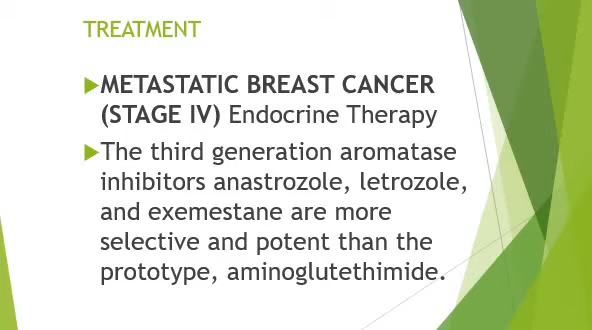 TREATMENT
METASTATIC BREAST CANCER
(STAGE IV) Endocrine Therapy
The third generation aromatase
inhibitors anastrozole, letrozole,
and exemestane are more
selective and potent than the
prototype, aminoglutethimide.